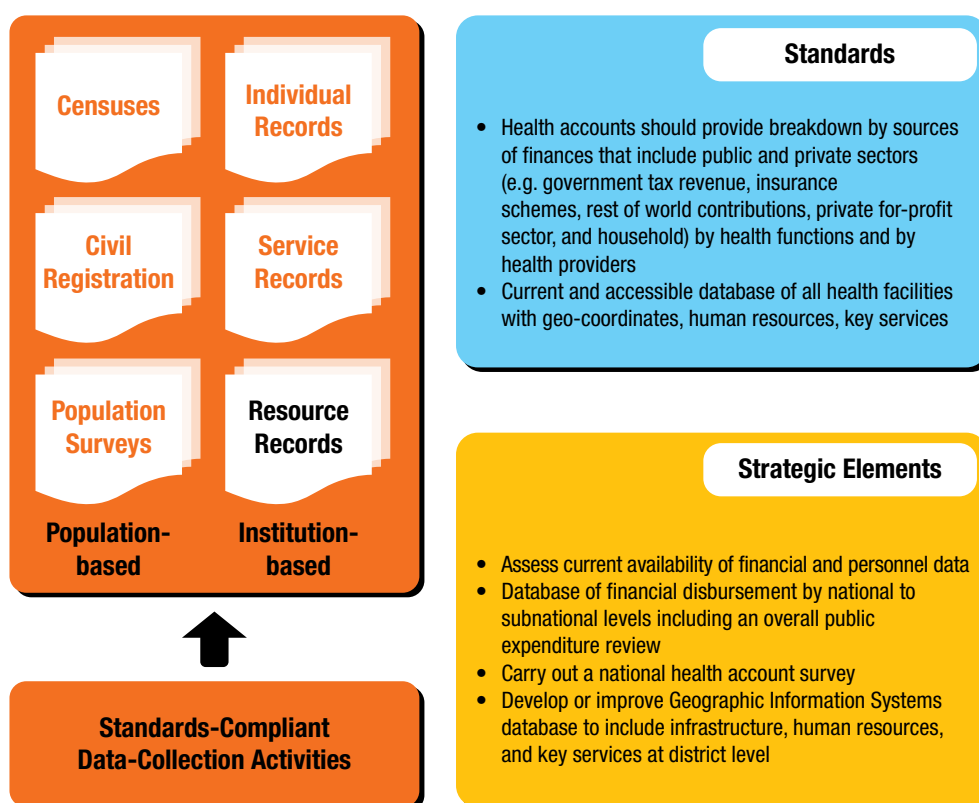 Censuses
Individual
Records
Civil
Registration
Service
Records
Population
Surveys
Resource
Records
Population-
based
Institution-
based
Standards-Compliant
Data-Collection Activities
Standards
• Health accounts should provide breakdown by sources
of finances that include public and private sectors
(e.g. government tax revenue, insurance
schemes, rest of world contributions, private for-profit
sector, and household) by health functions and by
health providers
• Current and accessible database of all health facilities
with geo-coordinates, human resources, key services
Strategic Elements
• Assess current availability of financial and personnel data
• Database of financial disbursement by national to
subnational levels including an overall public
expenditure review
• Carry out a national health account survey
• Develop or improve Geographic Information Systems
database to include infrastructure, human resources,
and key services at district level